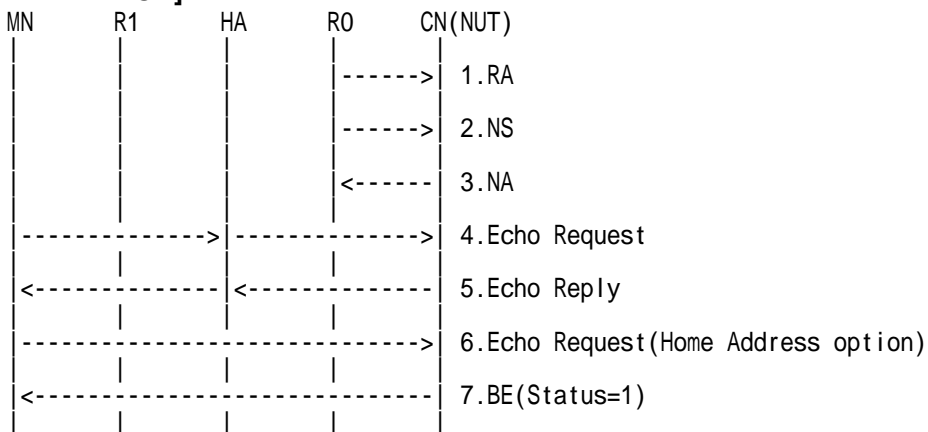 MN R1 HA R0 CN(NUT)
1.RA
2.NS
3.NA
4.Echo Request
5.Echo Reply
6.Echo Request(Home Address option)
7.BE(Status=1)